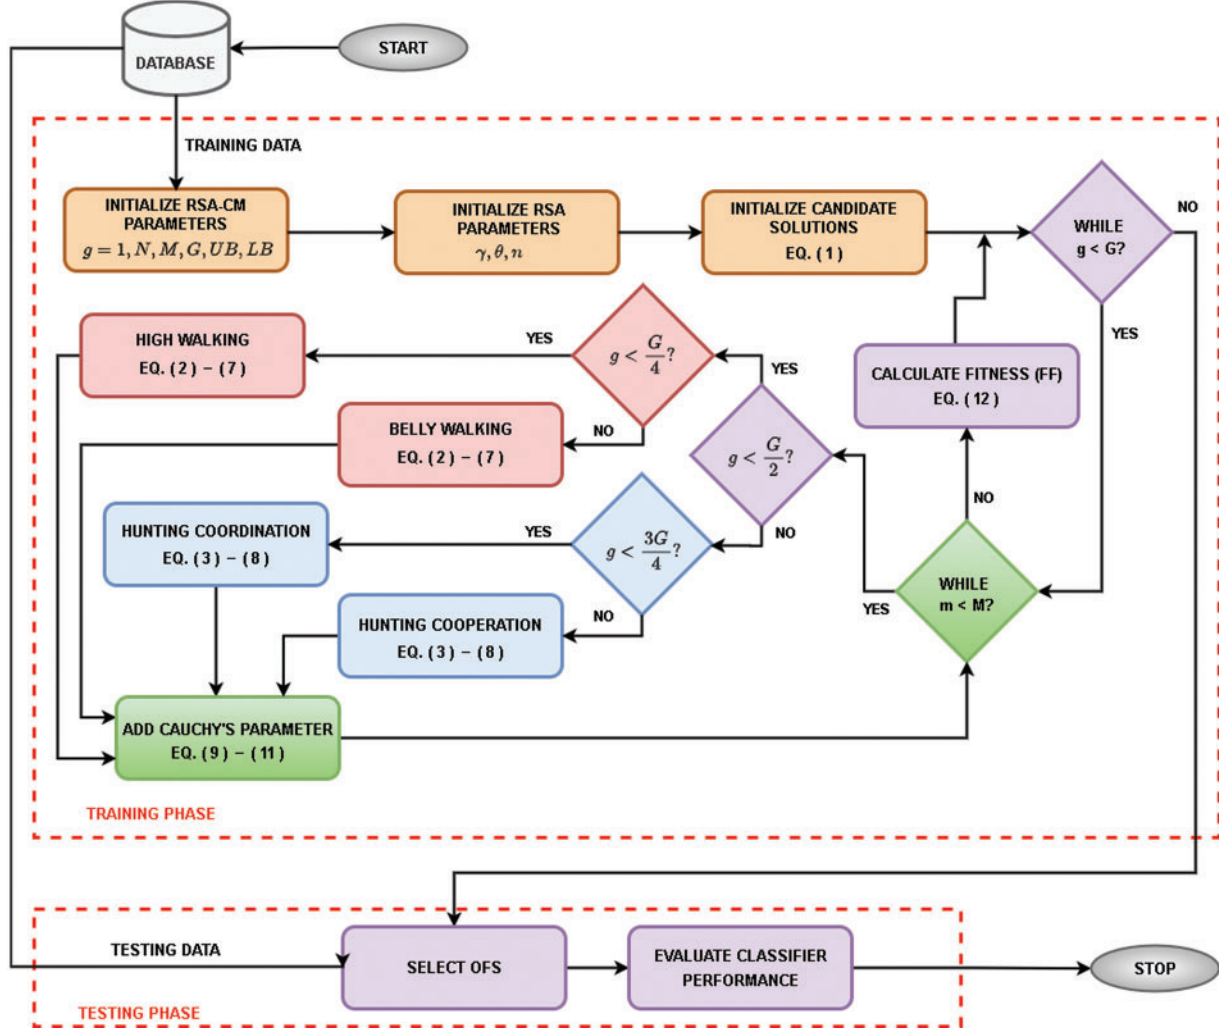 START
DATABASE
TRAINING DATA
INITIALIZE RSA-CM
PARAMETERS
g = 1, N, M, G, UB, LB
INITIALIZE RSA
PARAMETERS
γ, θ, n
INITIALIZE CANDIDATE
SOLUTIONS
EQ. ( 1 )
WHILE
g < G?
NO
YES
HIGH WALKING
EQ. ( 2 ) – ( 7 )
YES
g < G/4?
YES
CALCULATE FITNESS (FF)
EQ. ( 12 )
BELLY WALKING
EQ. ( 2 ) – ( 7 )
NO
g < G/2?
NO
HUNTING COORDINATION
EQ. ( 3 ) – ( 8 )
YES
g < 3G/4?
NO
WHILE
m < M?
YES
HUNTING COOPERATION
EQ. ( 3 ) – ( 8 )
NO
ADD CAUCHY'S PARAMETER
EQ. ( 9 ) – ( 11 )
TRAINING PHASE
TESTING DATA
SELECT OFS
EVALUATE CLASSIFIER
PERFORMANCE
STOP
TESTING PHASE